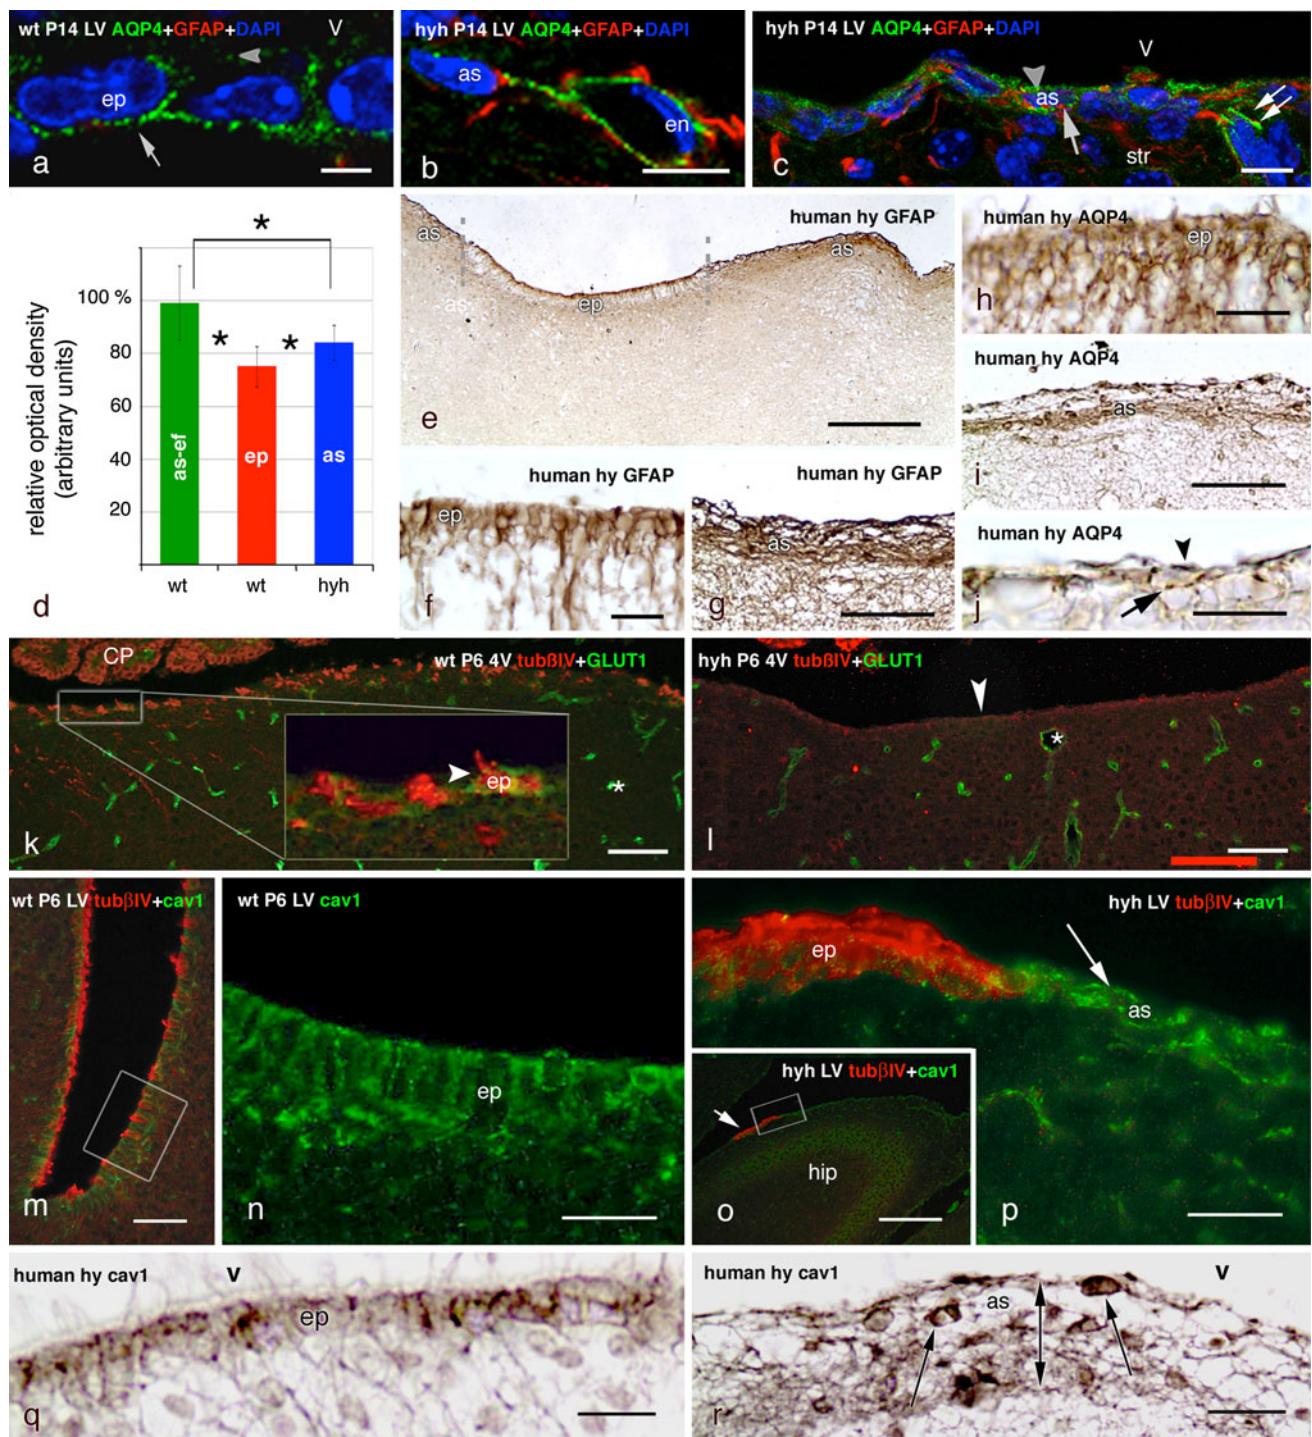 wt P14 LV AQP4+GFAP+DAPI V
ep
a
hyh P14 LV AQP4+GFAP+DAPI
as
en
b
hyh P14 LV AQP4+GFAP+DAPI
V
as
str
c
relative optical density
(arbitrary units)
100 %
80
60
40
20
*
* *
as-ef
ep
as
wt wt hyh
d
human hy GFAP
as
as
as
ep
e
human hy GFAP
ep
f
human hy GFAP
as
g
human hy AQP4
ep
h
human hy AQP4
as
i
human hy AQP4
j
CP
wt P6 4V tubβIV+GLUT1
ep
*
k
hyh P6 4V tubβIV+GLUT1
*
l
wt P6 LV tubβIV+cav1
m
wt P6 LV cav1
ep
n
hyh LV tubβIV+cav1
ep
as
p
hyh LV tubβIV+cav1
hip
o
human hy cav1 v
ep
q
human hy cav1 v
as
r